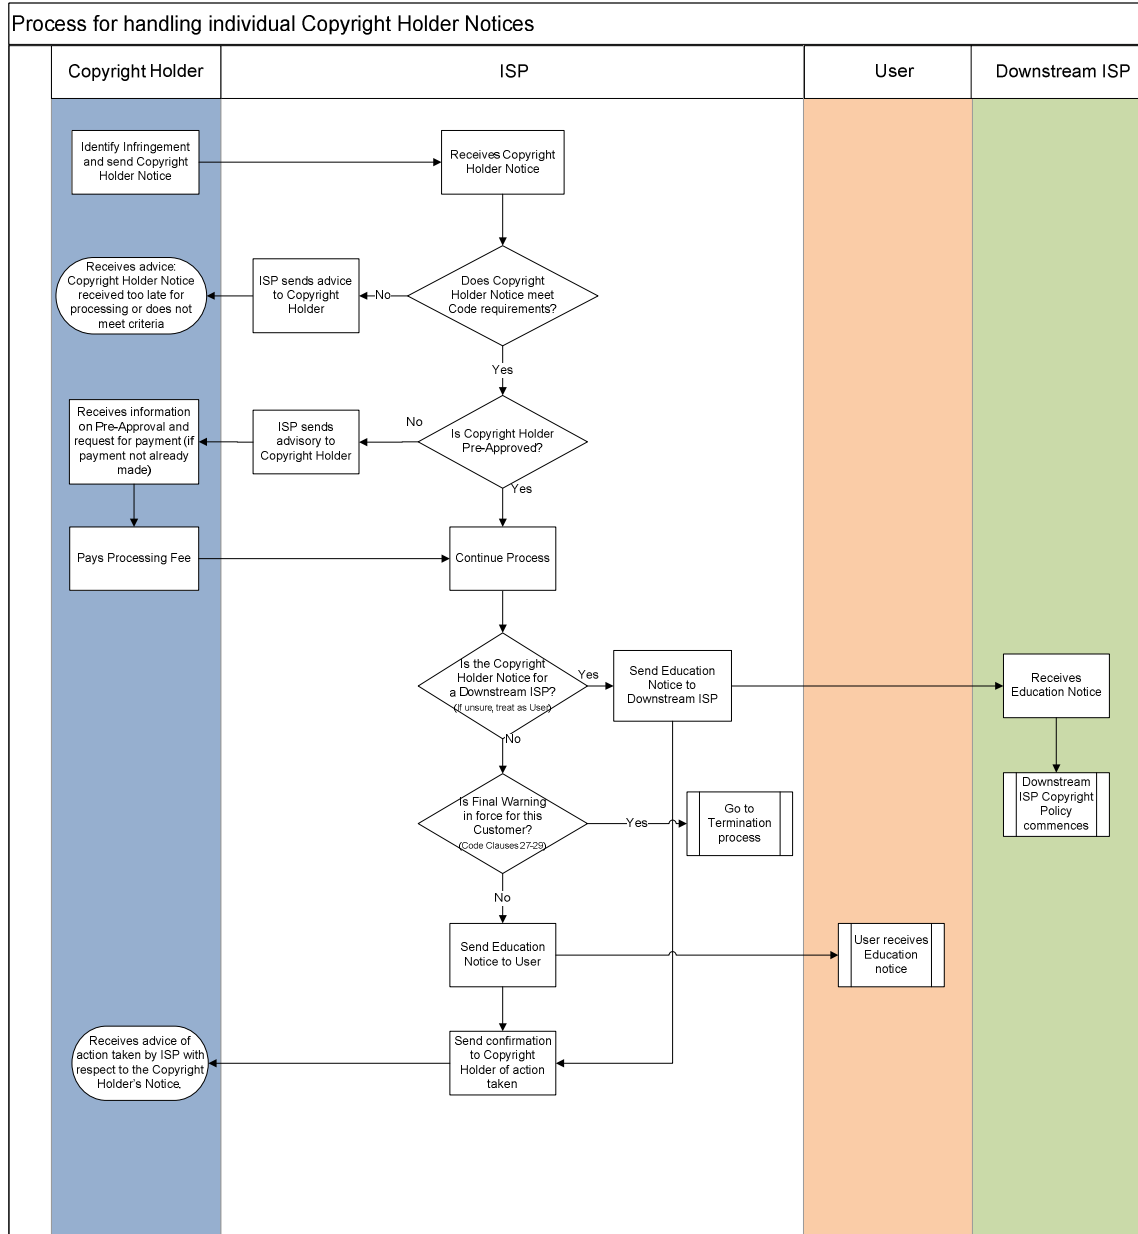 Process for handling individual Copyright Holder Notices
Copyright Holder
ISP
User
Downstream ISP
Identify Infringement
and send Copyright
Holder Notice
Receives Copyright
Holder Notice
Does Copyright
Holder Notice meet
Code requirements?
No
ISP sends advice
to Copyright
Holder
Receives advice:
Copyright Holder Notice
received too late for
processing or does not
meet criteria
Yes
Is Copyright Holder
Pre-Approved?
No
ISP sends
advisory to
Copyright Holder
Receives information
on Pre-Approval and
request for payment (if
payment not already
made)
Yes
Pays Processing Fee
Continue Process
Is the Copyright
Holder Notice for
a Downstream ISP?
(If unsure, treat as User)
Yes
Send Education
Notice to
Downstream ISP
Receives
Education Notice
No
Downstream
ISP Copyright
Policy
commences
Is Final Warning
in force for this
Customer?
(Code Clauses 27-29)
Yes
Go to
Termination
process
No
Send Education
Notice to User
User receives
Education
notice
Send confirmation
to Copyright
Holder of action
taken
Receives advice of
action taken by ISP with
respect to the Copyright
Holder's Notice.